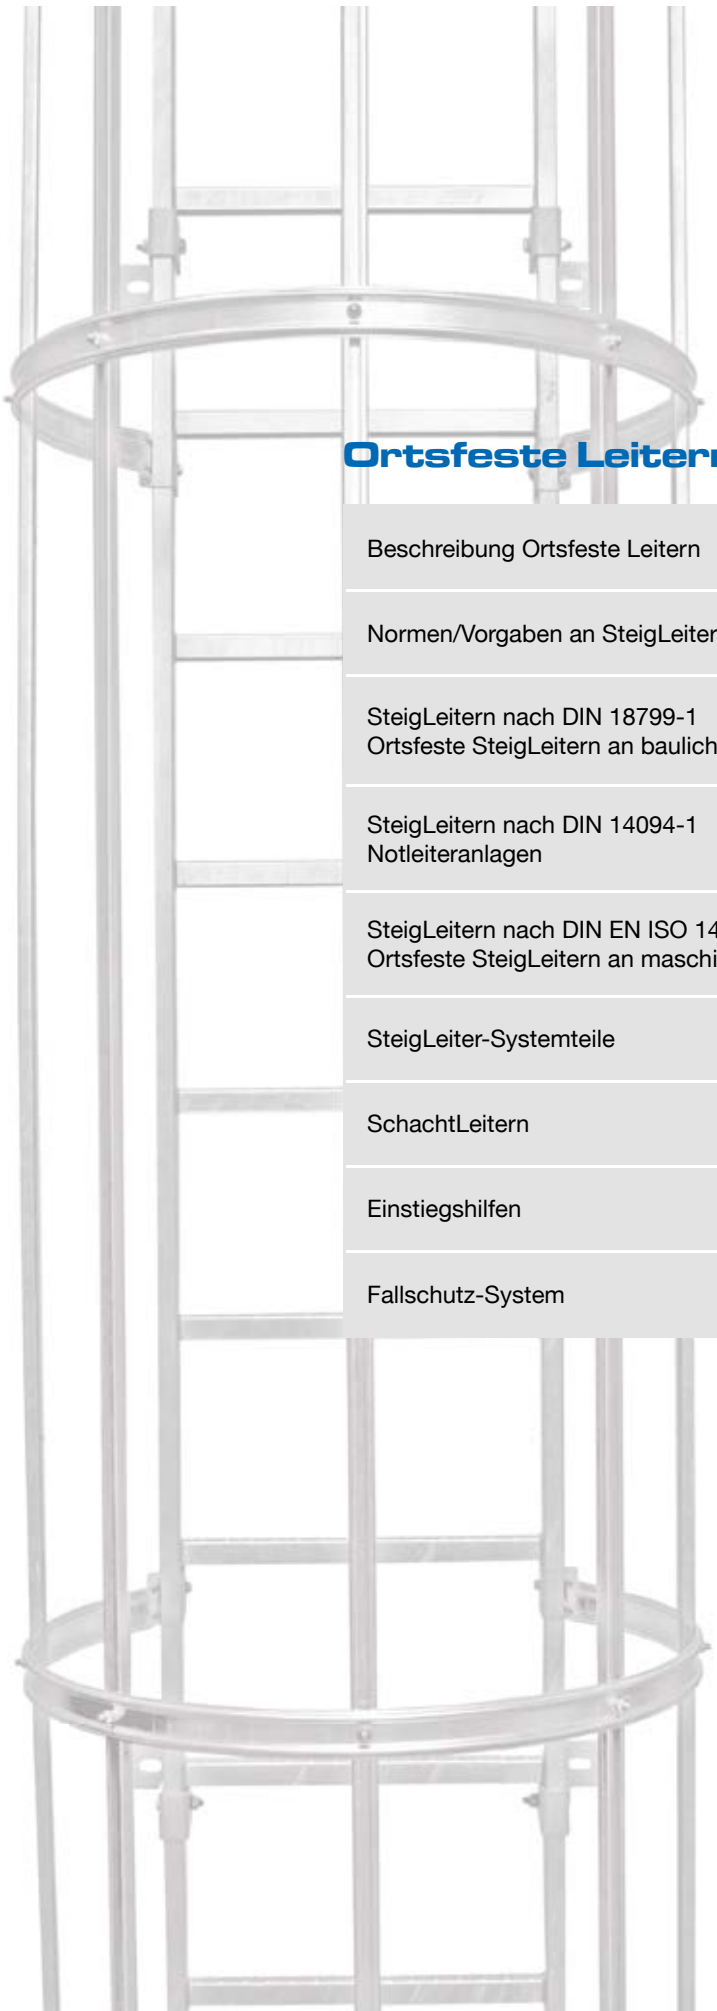 Ortsfeste Leitern
Beschreibung Ortsfeste Leitern
Normen/Vorgaben an SteigLeiter
SteigLeitern nach DIN 18799-1
Ortsfeste SteigLeitern an baulich
SteigLeitern nach DIN 14094-1
Notleiteranlagen
SteigLeitern nach DIN EN ISO 14
Ortsfeste SteigLeitern an maschi
SteigLeiter-Systemteile
SchachtLeitern
Einstiegshilfen
Fallschutz-System